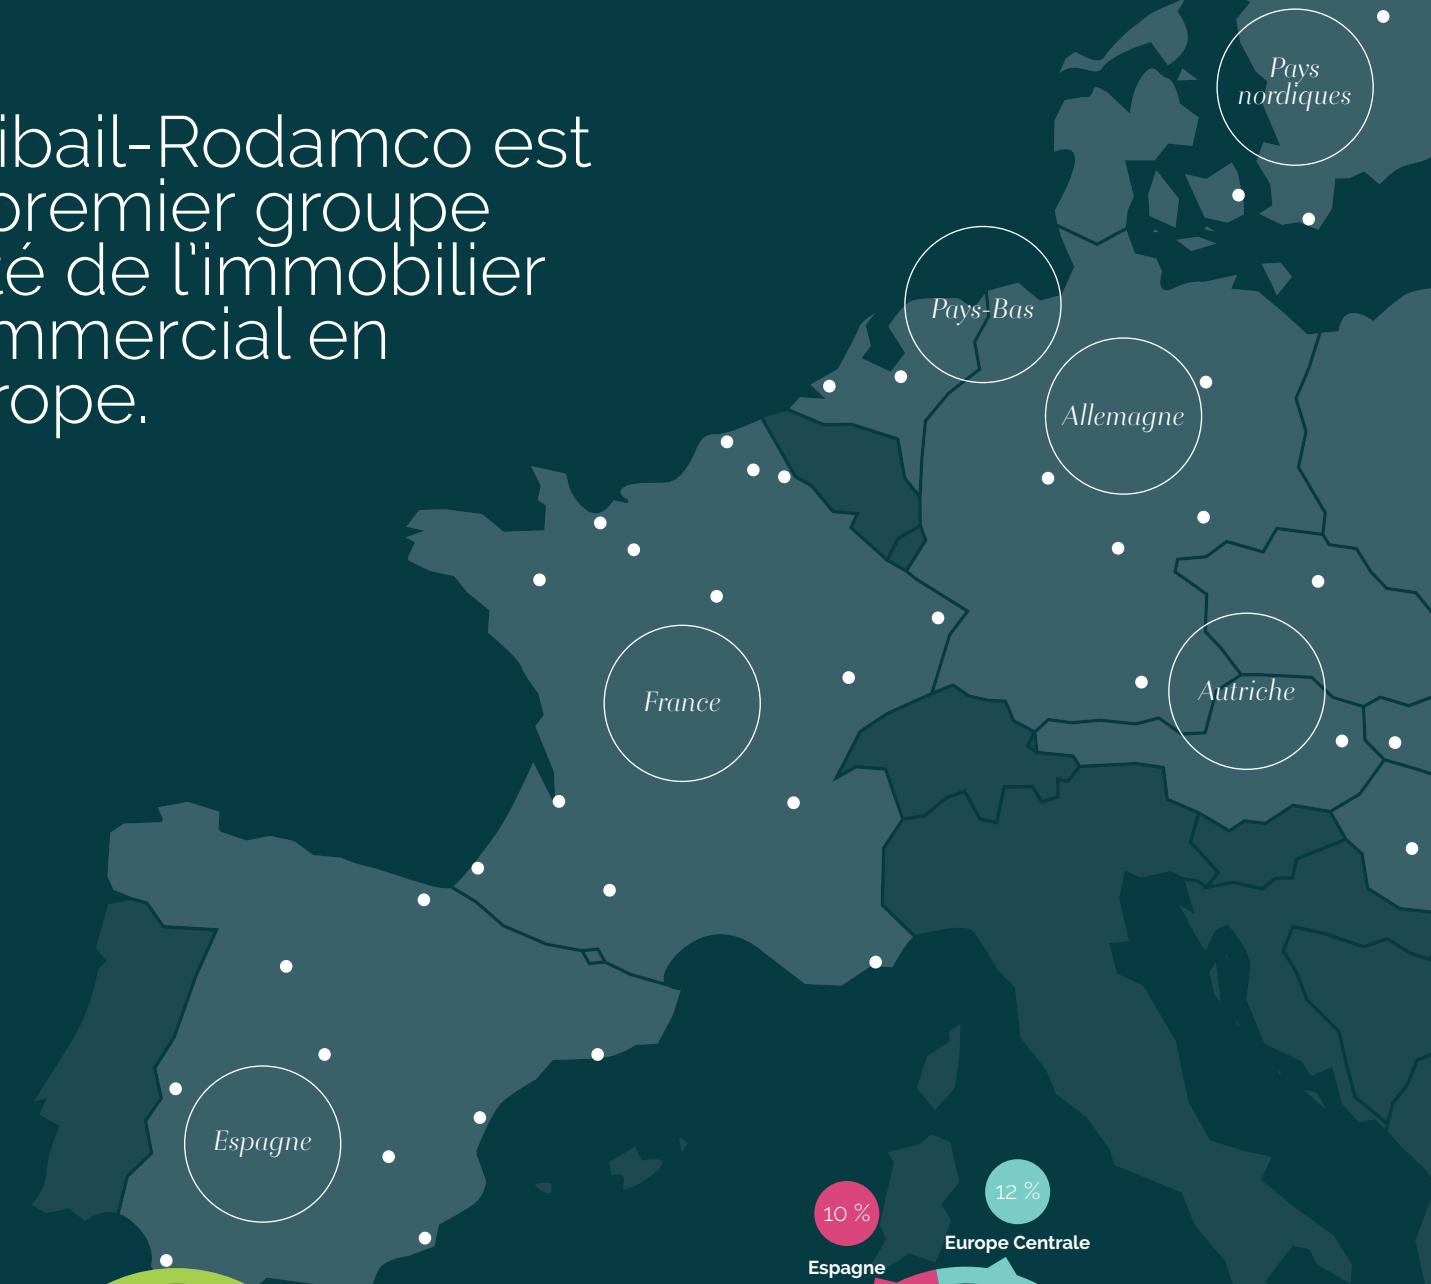 ibail-Rodamco est
premier groupe
té de l'immobilier
mmercial en
rope.
Pays
nordiques
Pays-Bas
Allemagne
France
Autriche
Espagne
10 %
Espagne
12 %
Europe Centrale